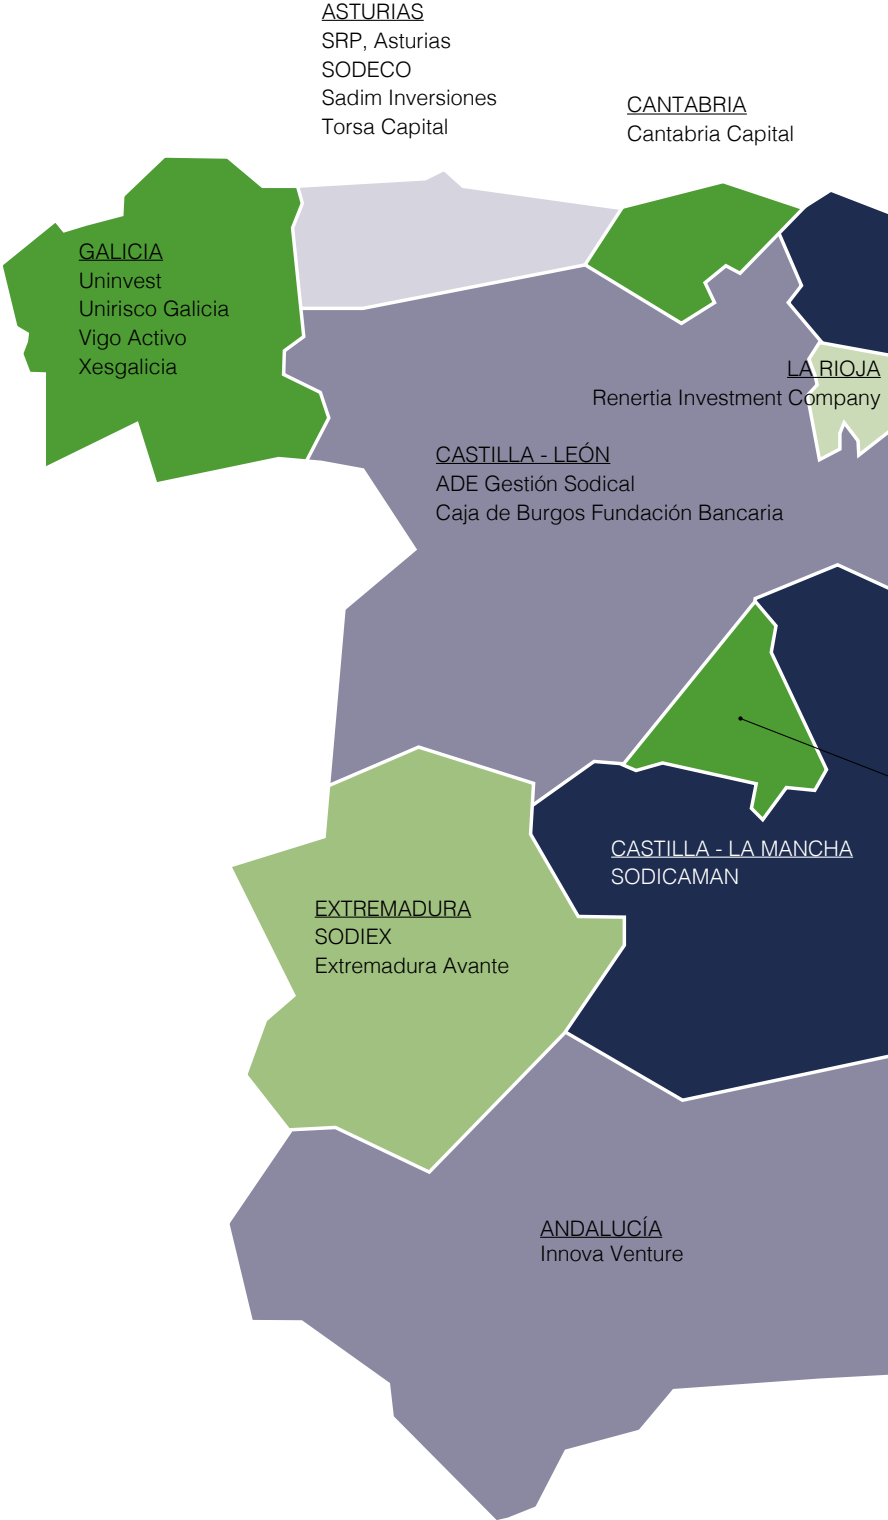 ASTURIAS
SRP, Asturias
SODECO
Sadim Inversiones
Torsa Capital
CANTABRIA
Cantabria Capital
GALICIA
Uninvest
Unirisco Galicia
Vigo Activo
Xesgalicia
LA RIOJA
Renertia Investment Company
CASTILLA - LEÓN
ADE Gestión Sodical
Caja de Burgos Fundación Bancaria
CASTILLA - LA MANCHA
SODICAMAN
EXTREMADURA
SODIEX
Extremadura Avante
ANDALUCÍA
Innova Venture